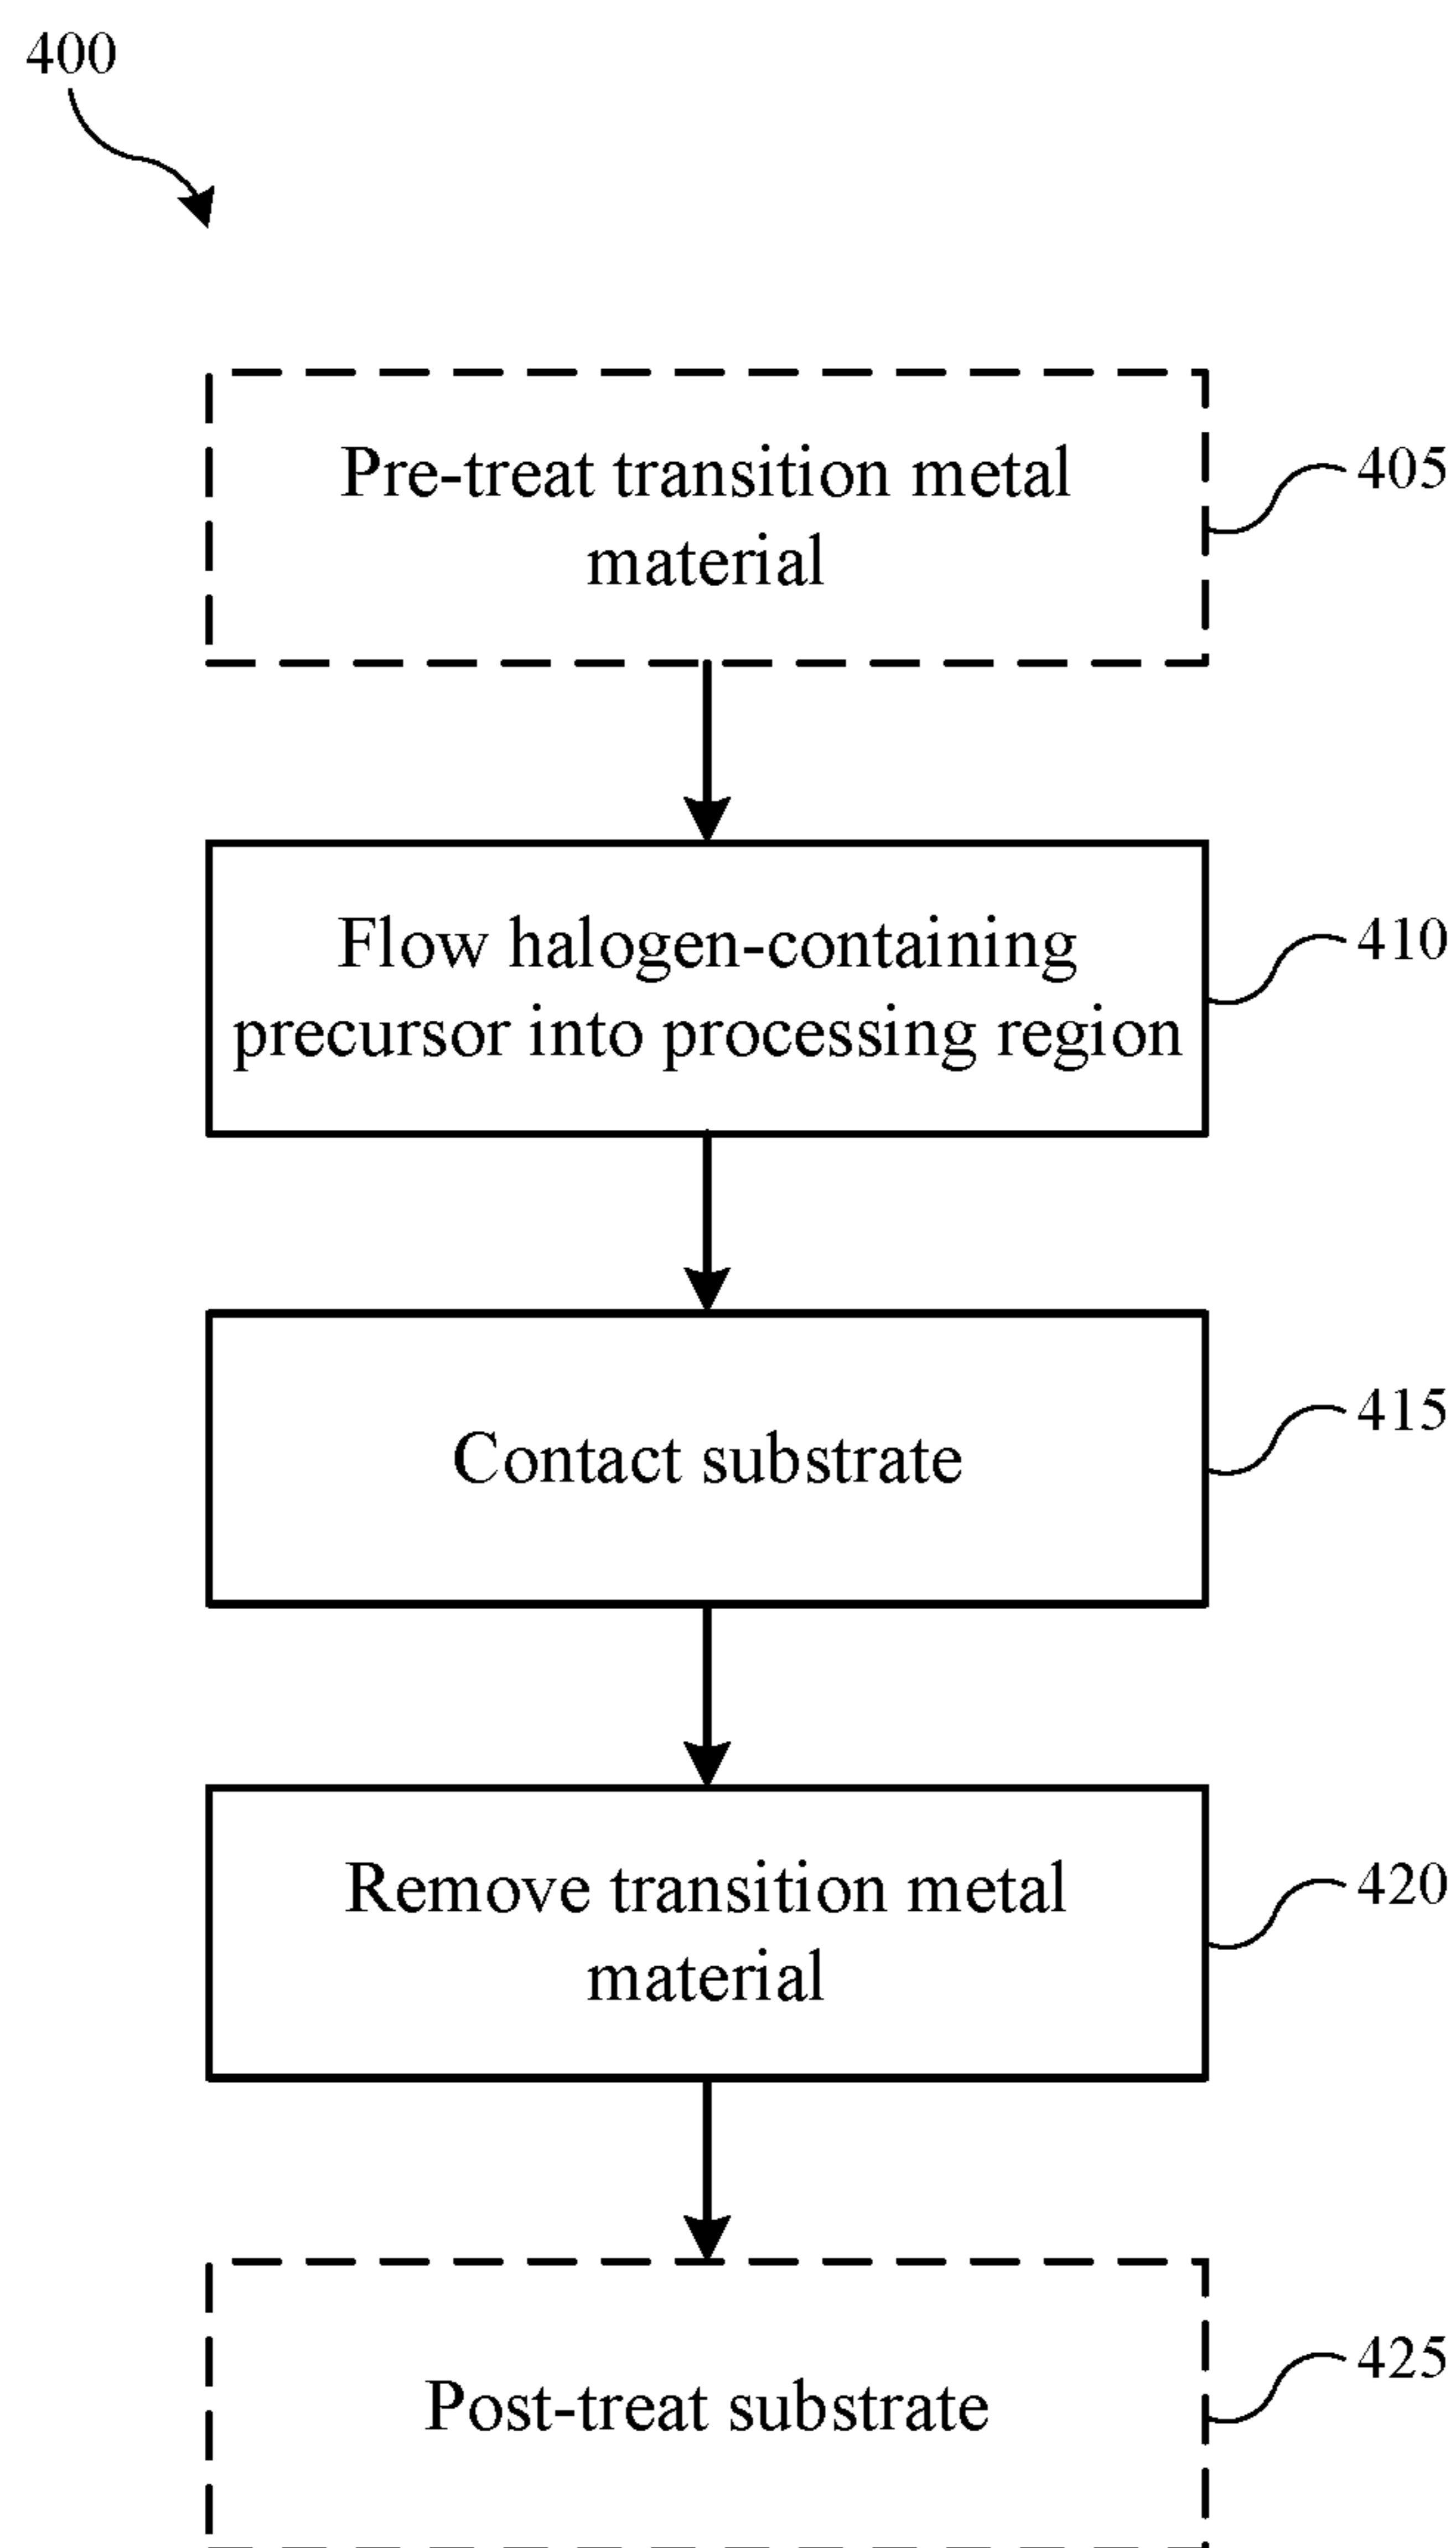 400
Pre-treat transition metal
material
405
Flow halogen-containing
precursor into processing region
410
Contact substrate
415
Remove transition metal
material
420
Post-treat substrate
425